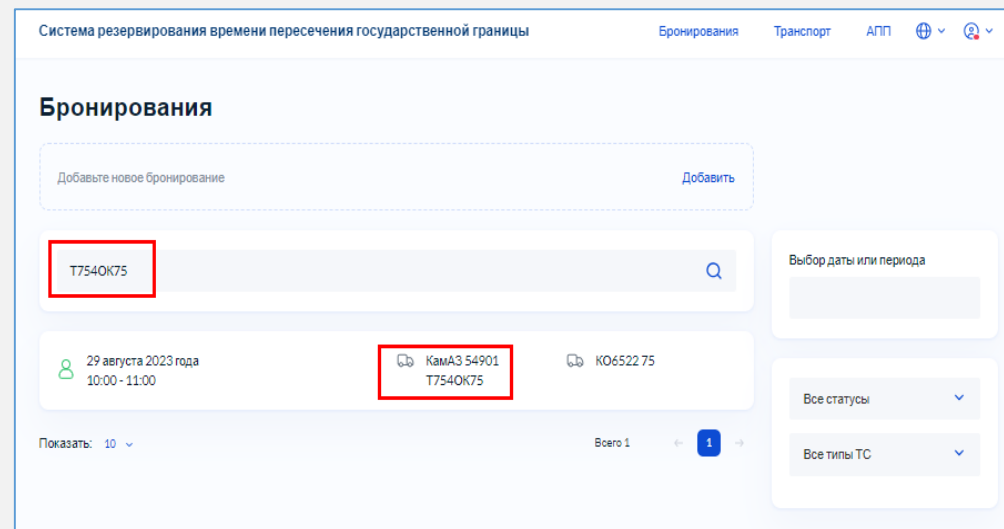 Система резервирования времени пересечения государственной границы
Бронирования Транспорт АПП
Бронирования
Добавьте новое бронирование Добавить
Т754ОК75
Выбор даты или периода
29 августа 2023 года
10:00 - 11:00
КамАЗ 54901
Т754ОК75
КО6522 75
Все статусы
Показать: 10
Всего 1 ← 1 →
Все типы ТС